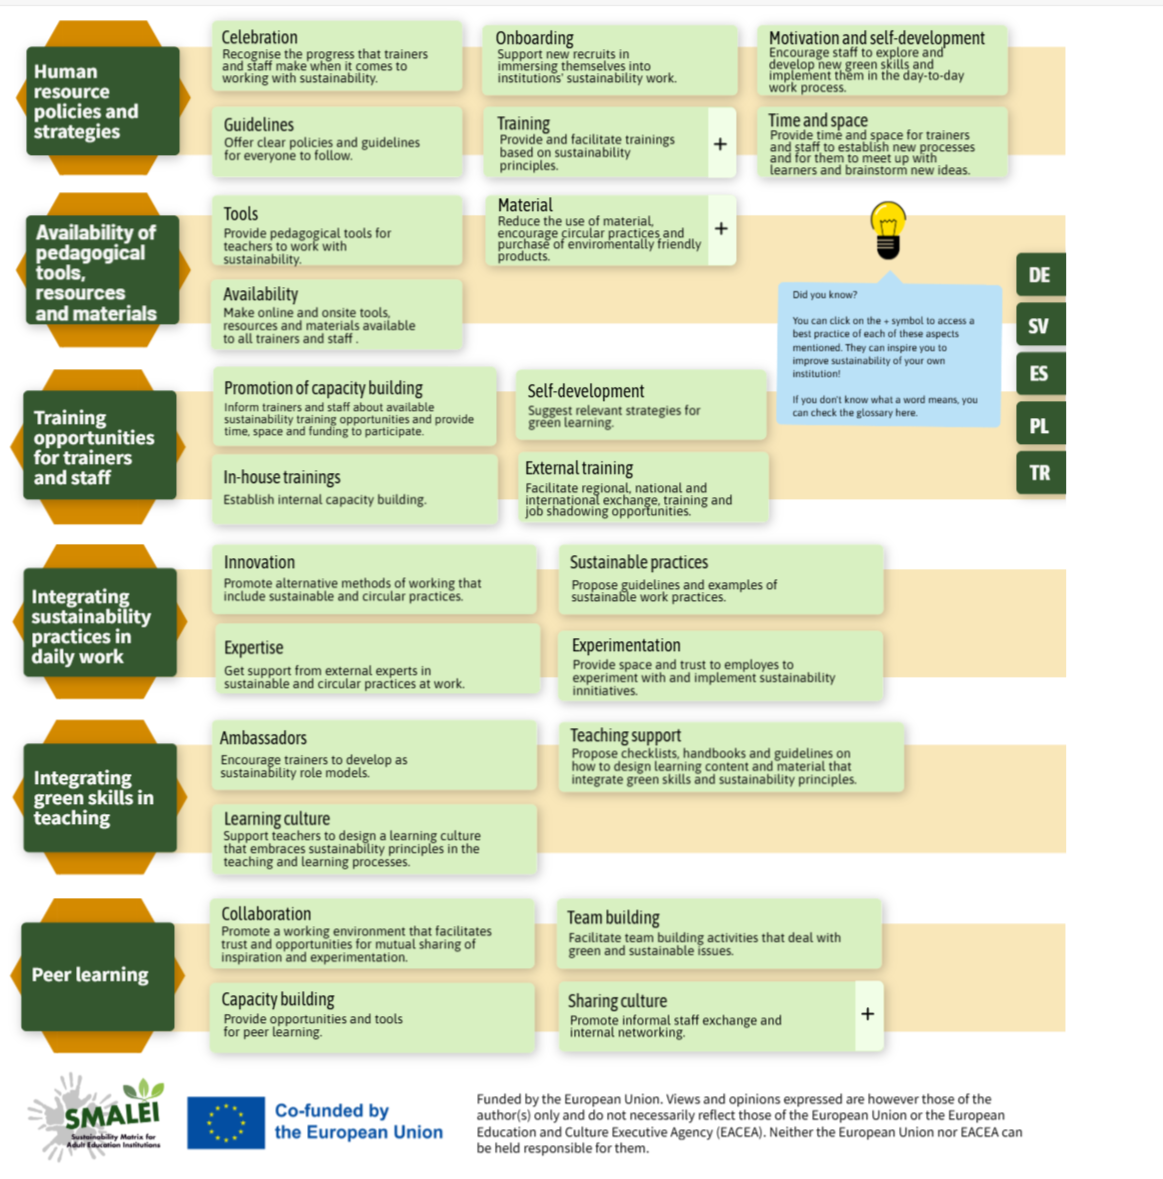 Human
resource
policies and
strategies
Celebration
Recognise the progress that trainers
and staff make when it comes to
working with sustainability.
Onboarding
Support new recruits in
immersing themselves into
institutions' sustainability work.
Motivation and self-development
Encourage staff to explore and
develop new green skills and
implement them in the day-to-day
work process.
Guidelines
Offer clear policies and guidelines
for everyone to follow.
Training
Provide and facilitate trainings
based on sustainability
principles.
+
Time and space
Provide time and space for trainers
and staff to establish new processes
and for them to meet up with
learners and brainstorm new ideas.
Availability of
pedagogical
tools,
resources
and materials
Tools
Provide pedagogical tools for
teachers to work with
sustainability.
Material
Reduce the use of material,
encourage circular practices and
purchase of enviromentally friendly
products.
+
Availability
Make online and onsite tools,
resources and materials available
to all trainers and staff .
Did you know?
You can click on the + symbol to access a
best practice of each of these aspects
mentioned. They can inspire you to
improve sustainability of your own
institution!
If you don't know what a word means, you
can check the glossary here.
DE
SV
ES
PL
TR
Training
opportunities
for trainers
and staff
Promotion of capacity building
Inform trainers and staff about available
sustainability training opportunities and provide
time, space and funding to participate.
Self-development
Suggest relevant strategies for
green learning.
In-house trainings
Establish internal capacity building.
External training
Facilitate regional, national and
international exchange, training and
job shadowing opportunities.
Integrating
sustainability
practices in
daily work
Innovation
Promote alternative methods of working that
include sustainable and circular practices.
Sustainable practices
Propose guidelines and examples of
sustainable work practices.
Expertise
Get support from external experts in
sustainable and circular practices at work.
Experimentation
Provide space and trust to employes to
experiment with and implement sustainability
innitiatives.
Integrating
green skills in
teaching
Ambassadors
Encourage trainers to develop as
sustainability role models.
Teaching support
Propose checklists, handbooks and guidelines on
how to design learning content and material that
integrate green skills and sustainability principles.
Learning culture
Support teachers to design a learning culture
that embraces sustainability principles in the
teaching and learning processes.
Peer learning
Collaboration
Promote a working environment that facilitates
trust and opportunities for mutual sharing of
inspiration and experimentation.
Team building
Facilitate team building activities that deal with
green and sustainable issues.
Capacity building
Provide opportunities and tools
for peer learning.
Sharing culture
Promote informal staff exchange and
internal networking.
+
SMALEI
Sustainability Matrix for
Adult Education Institutions
Co-funded by
the European Union
Funded by the European Union. Views and opinions expressed are however those of the
author(s) only and do not necessarily reflect those of the European Union or the European
Education and Culture Executive Agency (EACEA). Neither the European Union nor EACEA can
be held responsible for them.